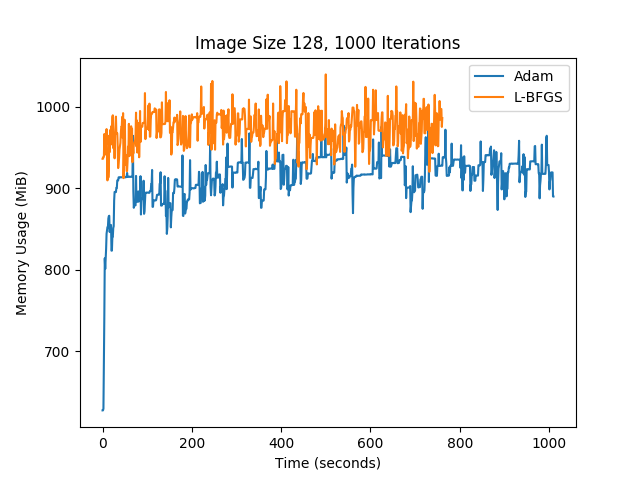 Image Size 128, 1000 Iterations
Adam
L-BFGS
1000
900
800
700
Memory Usage (MiB)
0 200 400 600 800 1000
Time (seconds)